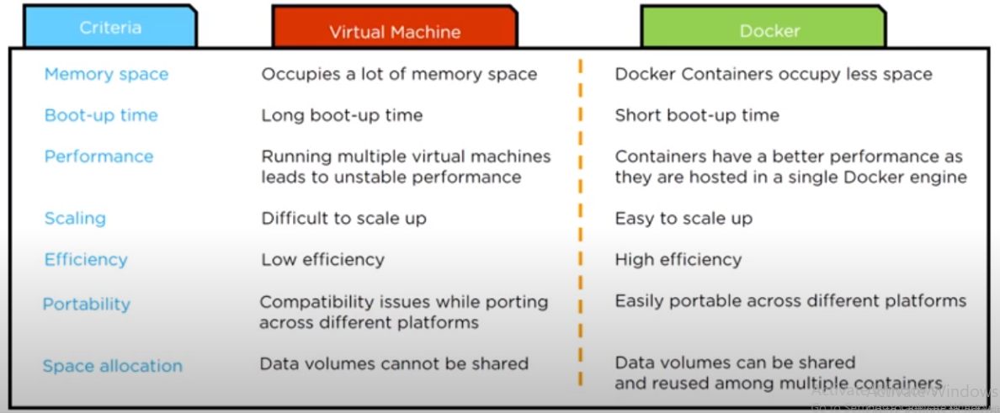 Criteria
Virtual Machine
Docker
Memory space
Occupies a lot of memory space
Docker Containers occupy less space
Boot-up time
Long boot-up time
Short boot-up time
Performance
Running multiple virtual machines
leads to unstable performance
Containers have a better performance as
they are hosted in a single Docker engine
Scaling
Difficult to scale up
Easy to scale up
Efficiency
Low efficiency
High efficiency
Portability
Compatibility issues while porting
across different platforms
Easily portable across different platforms
Space allocation
Data volumes cannot be shared
Data volumes can be shared
and reused among multiple containers
Activate Windows